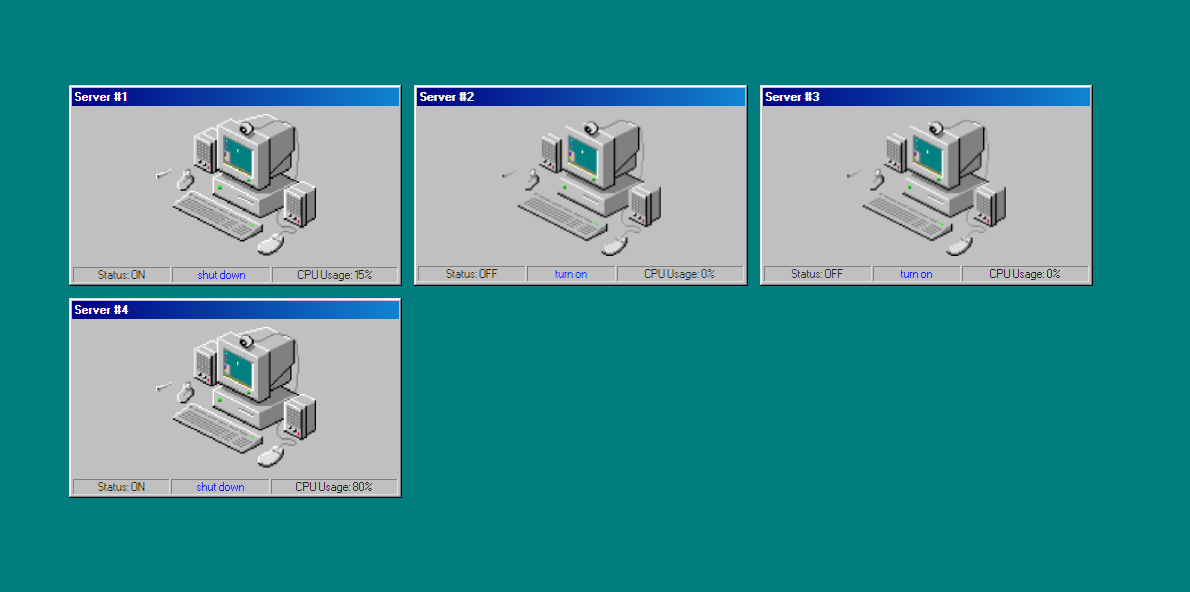 Server #1
Status: ON shut down CPU Usage: 15%
Server #2
Status: OFF turn on CPU Usage: 0%
Server #3
Status: OFF turn on CPU Usage: 0%
Server #4
Status: ON shut down CPU Usage: 80%